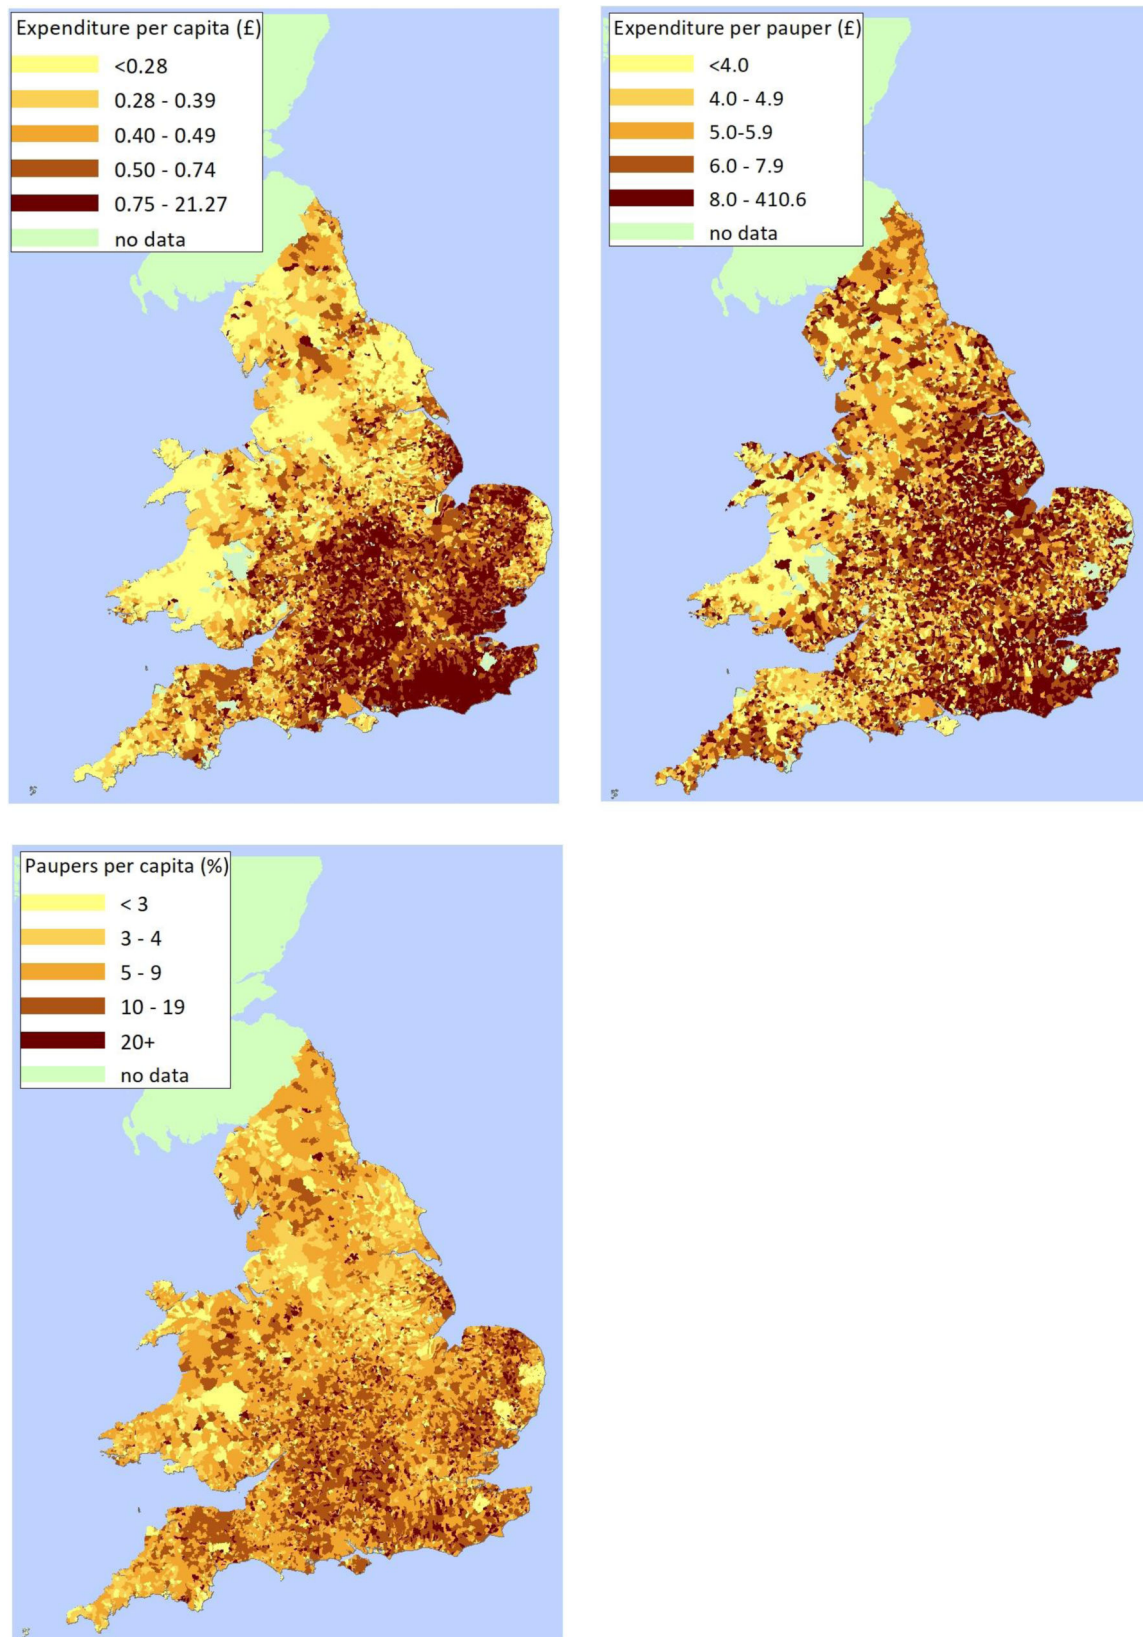 Expenditure per capita (£)
<0.28
0.28 - 0.39
0.40 - 0.49
0.50 - 0.74
0.75 - 21.27
no data
Expenditure per pauper (£)
<4.0
4.0 - 4.9
5.0-5.9
6.0 - 7.9
8.0 - 410.6
no data
Paupers per capita (%)
< 3
3 - 4
5 - 9
10 - 19
20+
no data